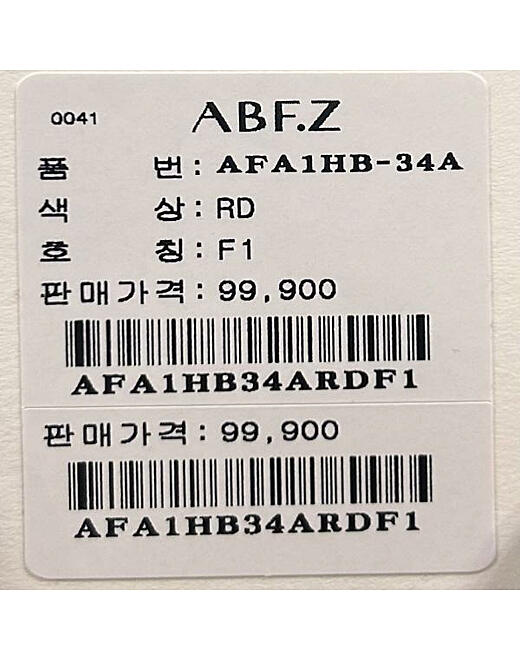 0041 ABF.Z
품 번 : AFA1HB-34A
색 상 : RD
호 칭 : F1
판매가격 : 99,900
AFA1HB34ARDF1
판매가격 : 99,900
AFA1HB34ARDF1